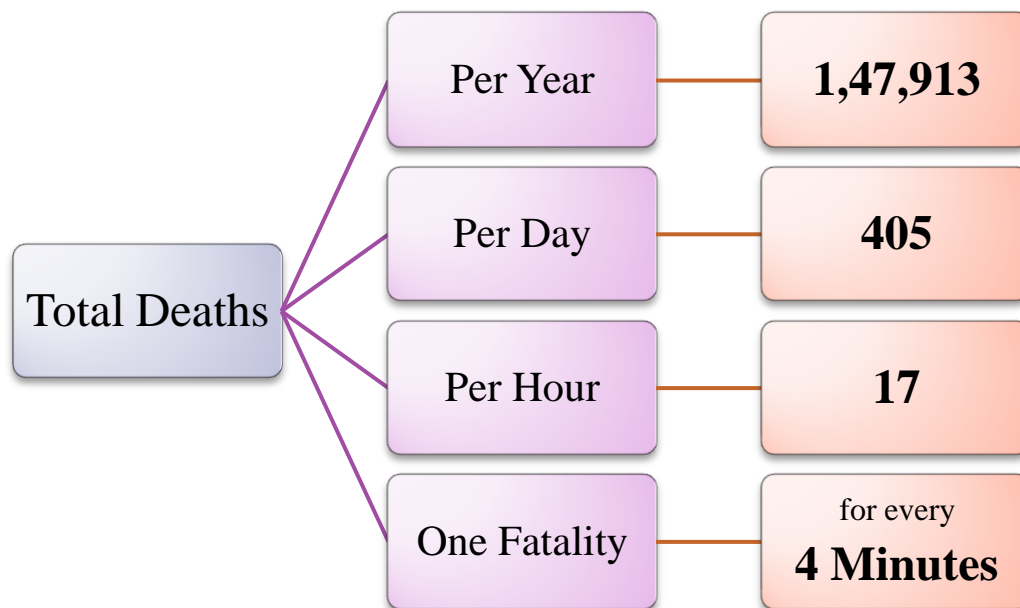 Total Deaths
Per Year
1,47,913
Per Day
405
Per Hour
17
One Fatality
for every
4 Minutes